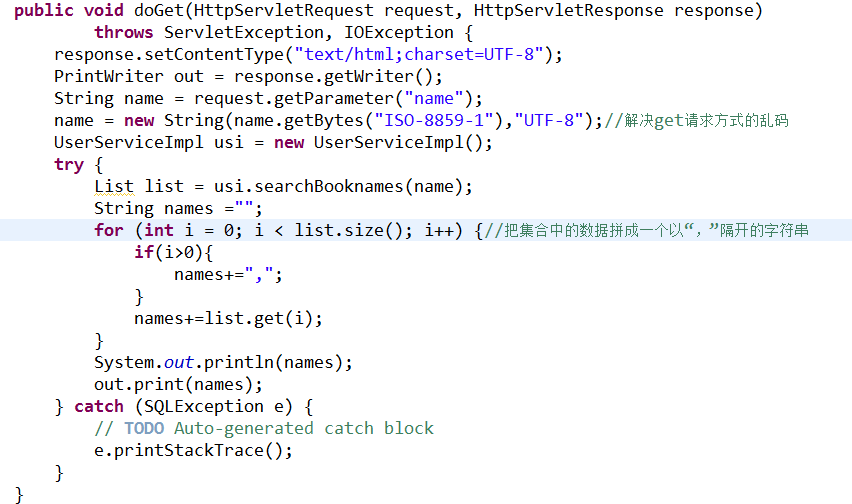 public void doGet(HttpServletRequest request, HttpServletResponse response)
        throws ServletException, IOException {
    response.setContentType("text/html;charset=UTF-8");
    PrintWriter out = response.getWriter();
    String name = request.getParameter("name");
    name = new String(name.getBytes("ISO-8859-1"),"UTF-8");//解决get请求方式的乱码
    UserServiceImpl usi = new UserServiceImpl();
    try {
        List list = usi.searchBooknames(name);
        String names ="";
        for (int i = 0; i < list.size(); i++) {//把集合中的数据拼成一个以“，”隔开的字符串
            if(i>0){
                names+=",";
            }
            names+=list.get(i);
        }
        System.out.println(names);
        out.print(names);
    } catch (SQLException e) {
        // TODO Auto-generated catch block
        e.printStackTrace();
    }
}